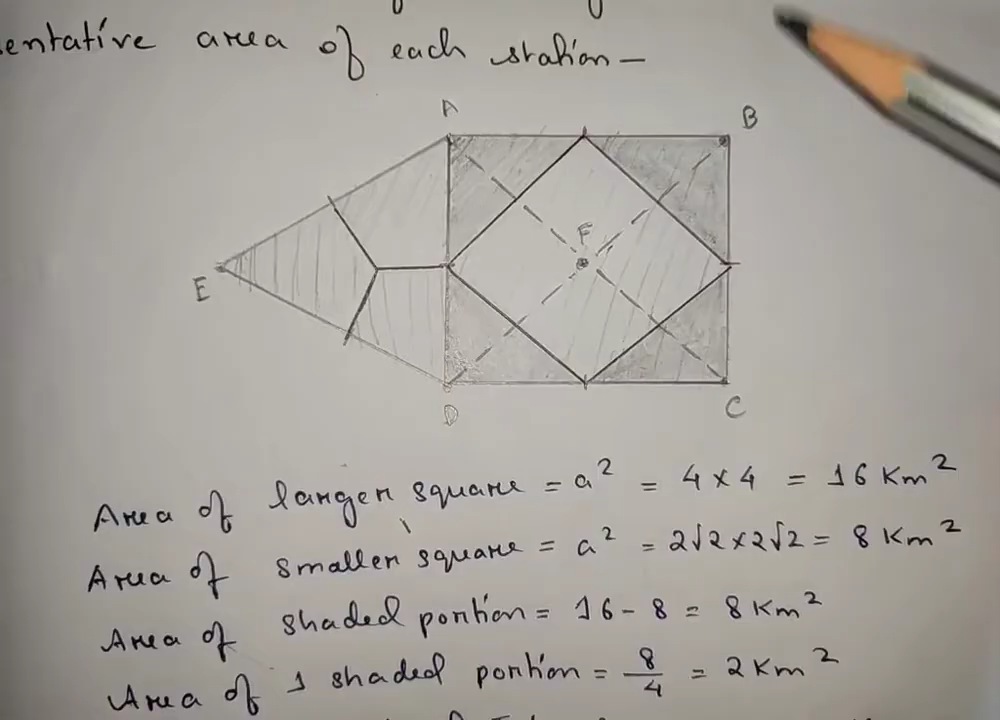 area of each station –
A
B
F
E
D
C
Area of larger square = a² = 4 × 4 = 16 Km²
Area of smaller square = a² = 2√2 × 2√2 = 8 Km²
Area of shaded portion = 16 - 8 = 8 Km²
Area of 1 shaded portion = 8/4 = 2 Km²